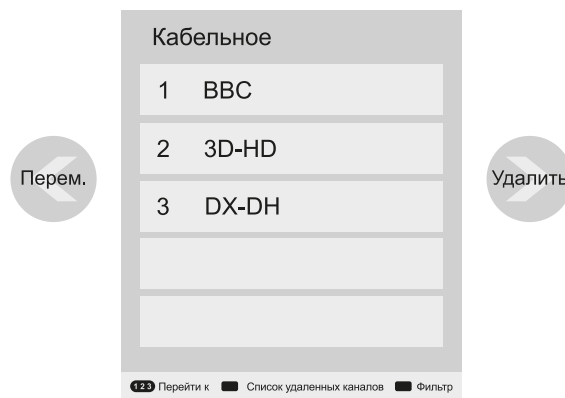 Кабельное
1 BBC
2 3D-HD
3 DX-DH
Перем.
Удалить
123 Перейти к Список удаленных каналов Фильтр